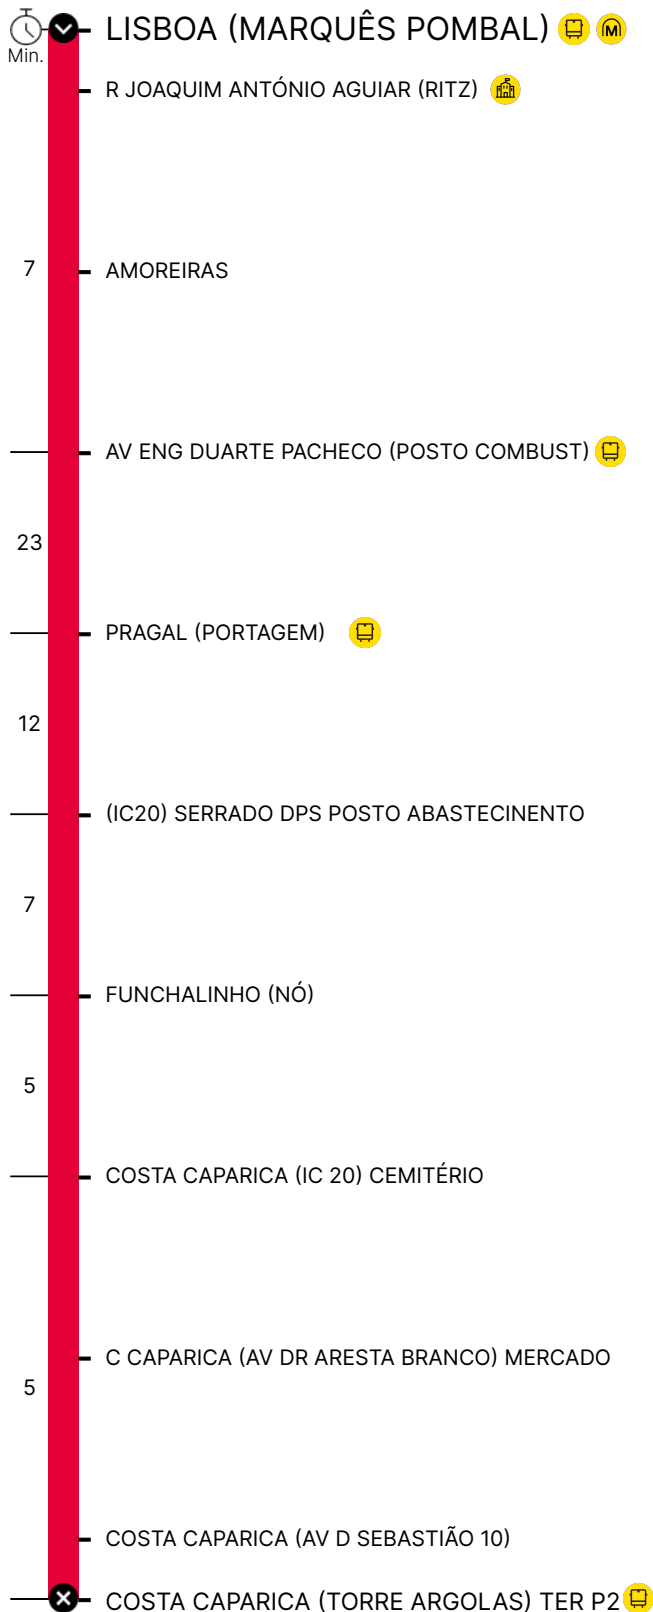 LISBOA (MARQUÊS POMBAL)
Min.
R JOAQUIM ANTÓNIO AGUIAR (RITZ)
7
AMOREIRAS
AV ENG DUARTE PACHECO (POSTO COMBUST)
23
PRAGAL (PORTAGEM)
12
(IC20) SERRADO DPS POSTO ABASTECINENTO
7
FUNCHALINHO (NÓ)
5
COSTA CAPARICA (IC 20) CEMITÉRIO
C CAPARICA (AV DR ARESTA BRANCO) MERCADO
5
COSTA CAPARICA (AV D SEBASTIÃO 10)
COSTA CAPARICA (TORRE ARGOLAS) TER P2